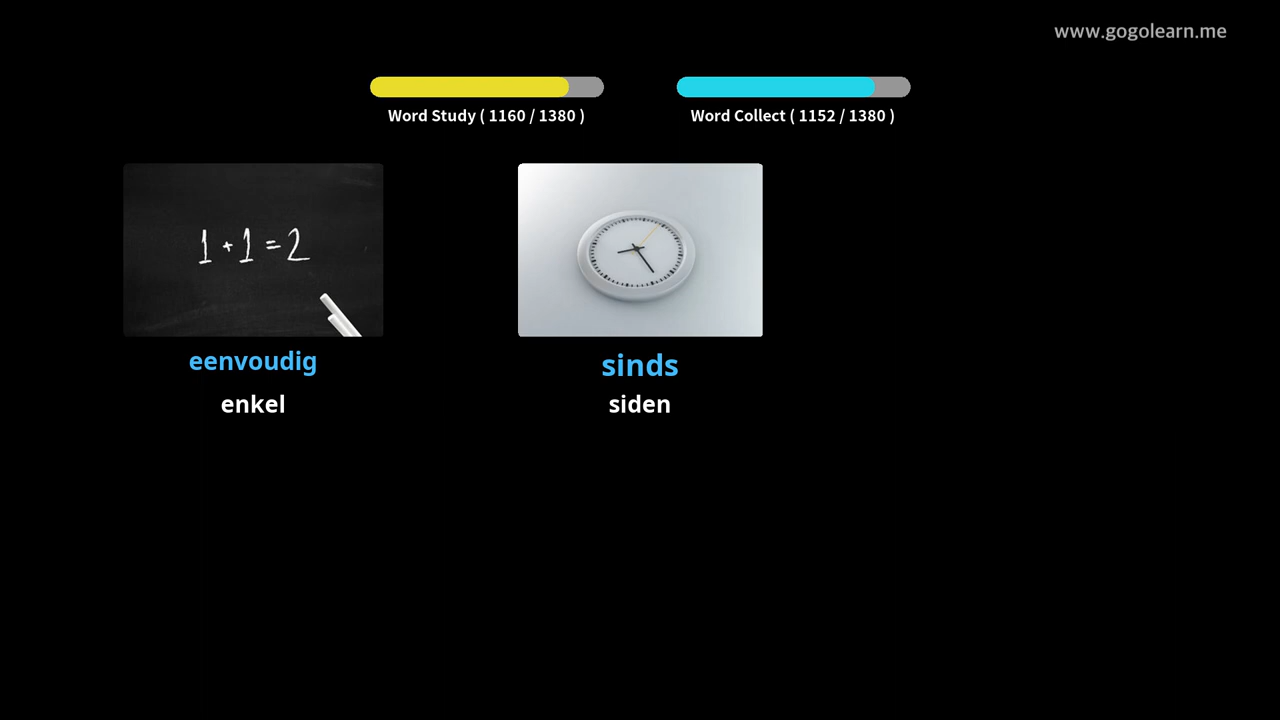 www.gogolearn.me
Word Study ( 1160 / 1380 )
Word Collect ( 1152 / 1380 )
1 + 1 = 2
eenvoudig
sinds
enkel
siden